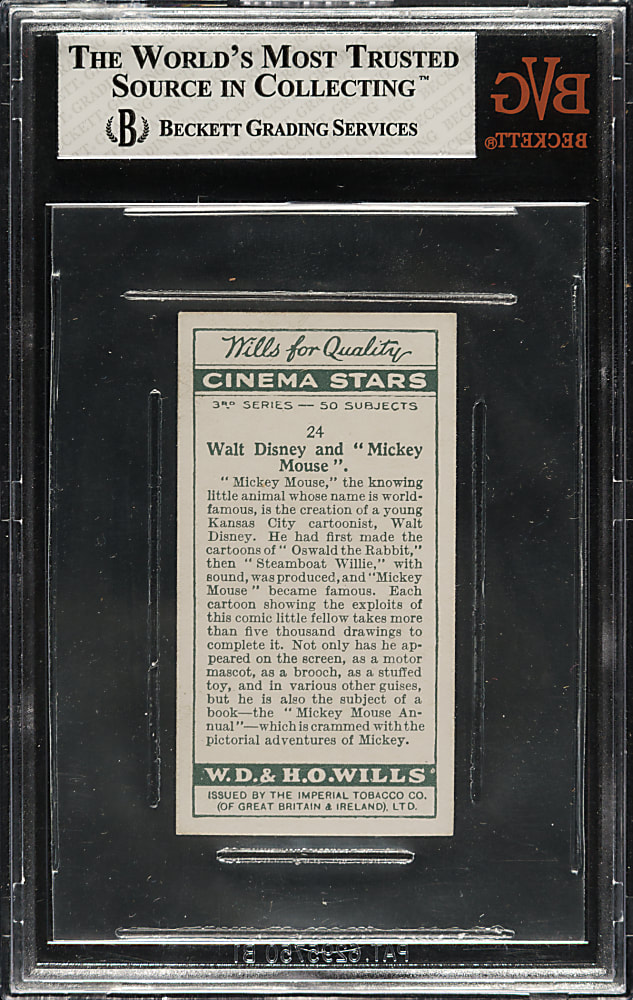 THE WORLD'S MOST TRUSTED
SOURCE IN COLLECTING™
BECKETT GRADING SERVICES
B
BVG
BECKETT®
Wills for Quality
CINEMA STARS
3RD SERIES — 50 SUBJECTS
24
Walt Disney and "Mickey
Mouse".
"Mickey Mouse," the knowing
little animal whose name is world-
famous, is the creation of a young
Kansas City cartoonist, Walt
Disney. He had first made the
cartoons of "Oswald the Rabbit,"
then "Steamboat Willie," with
sound, was produced, and "Mickey
Mouse" became famous. Each
cartoon showing the exploits of
this comic little fellow takes more
than five thousand drawings to
complete it. Not only has he ap-
peared on the screen, as a motor
mascot, as a brooch, as a stuffed
toy, and in various other guises,
but he is also the subject of a
book—the "Mickey Mouse An-
nual"—which is crammed with the
pictorial adventures of Mickey.
W.D. & H.O. WILLS
ISSUED BY THE IMPERIAL TOBACCO CO.
(OF GREAT BRITAIN & IRELAND), LTD.